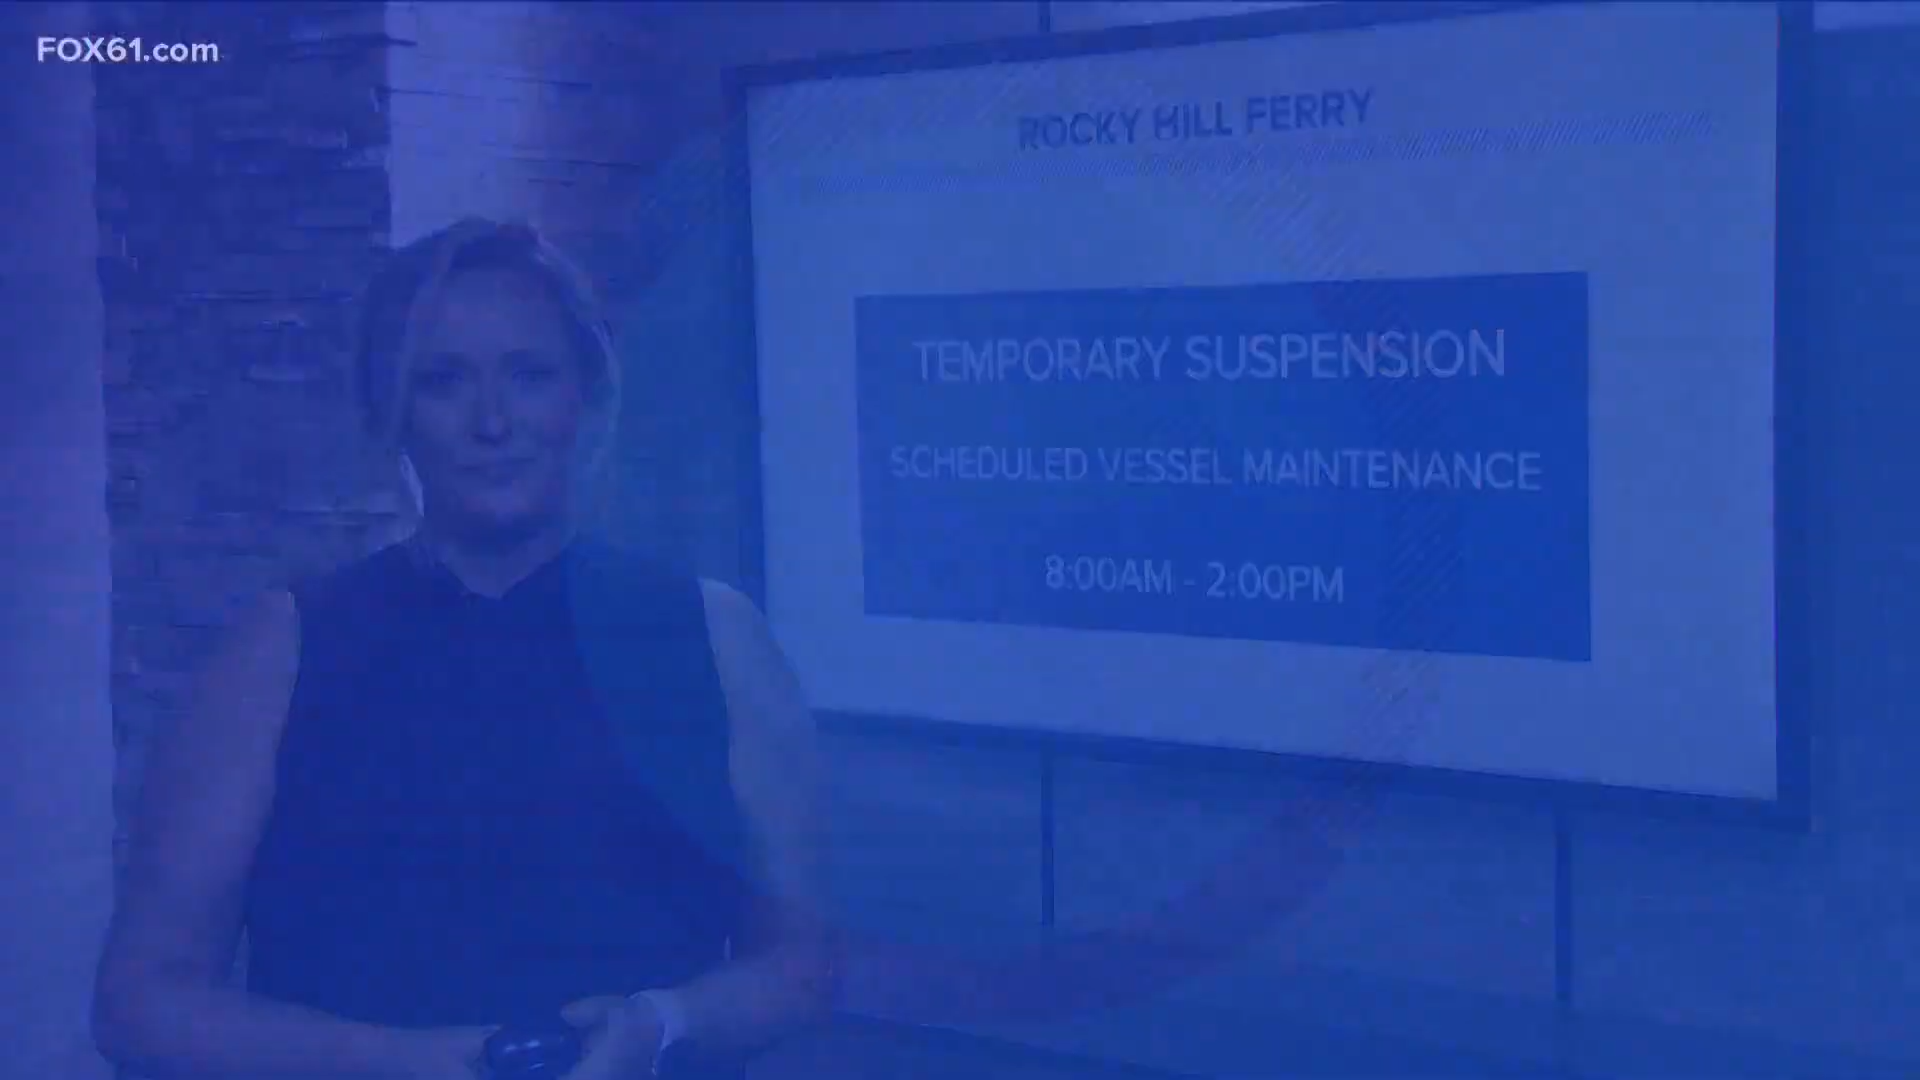 FOX61.com
ROCKY HILL FERRY
TEMPORARY SUSPENSION
SCHEDULED VESSEL MAINTENANCE
8:00AM - 2:00PM